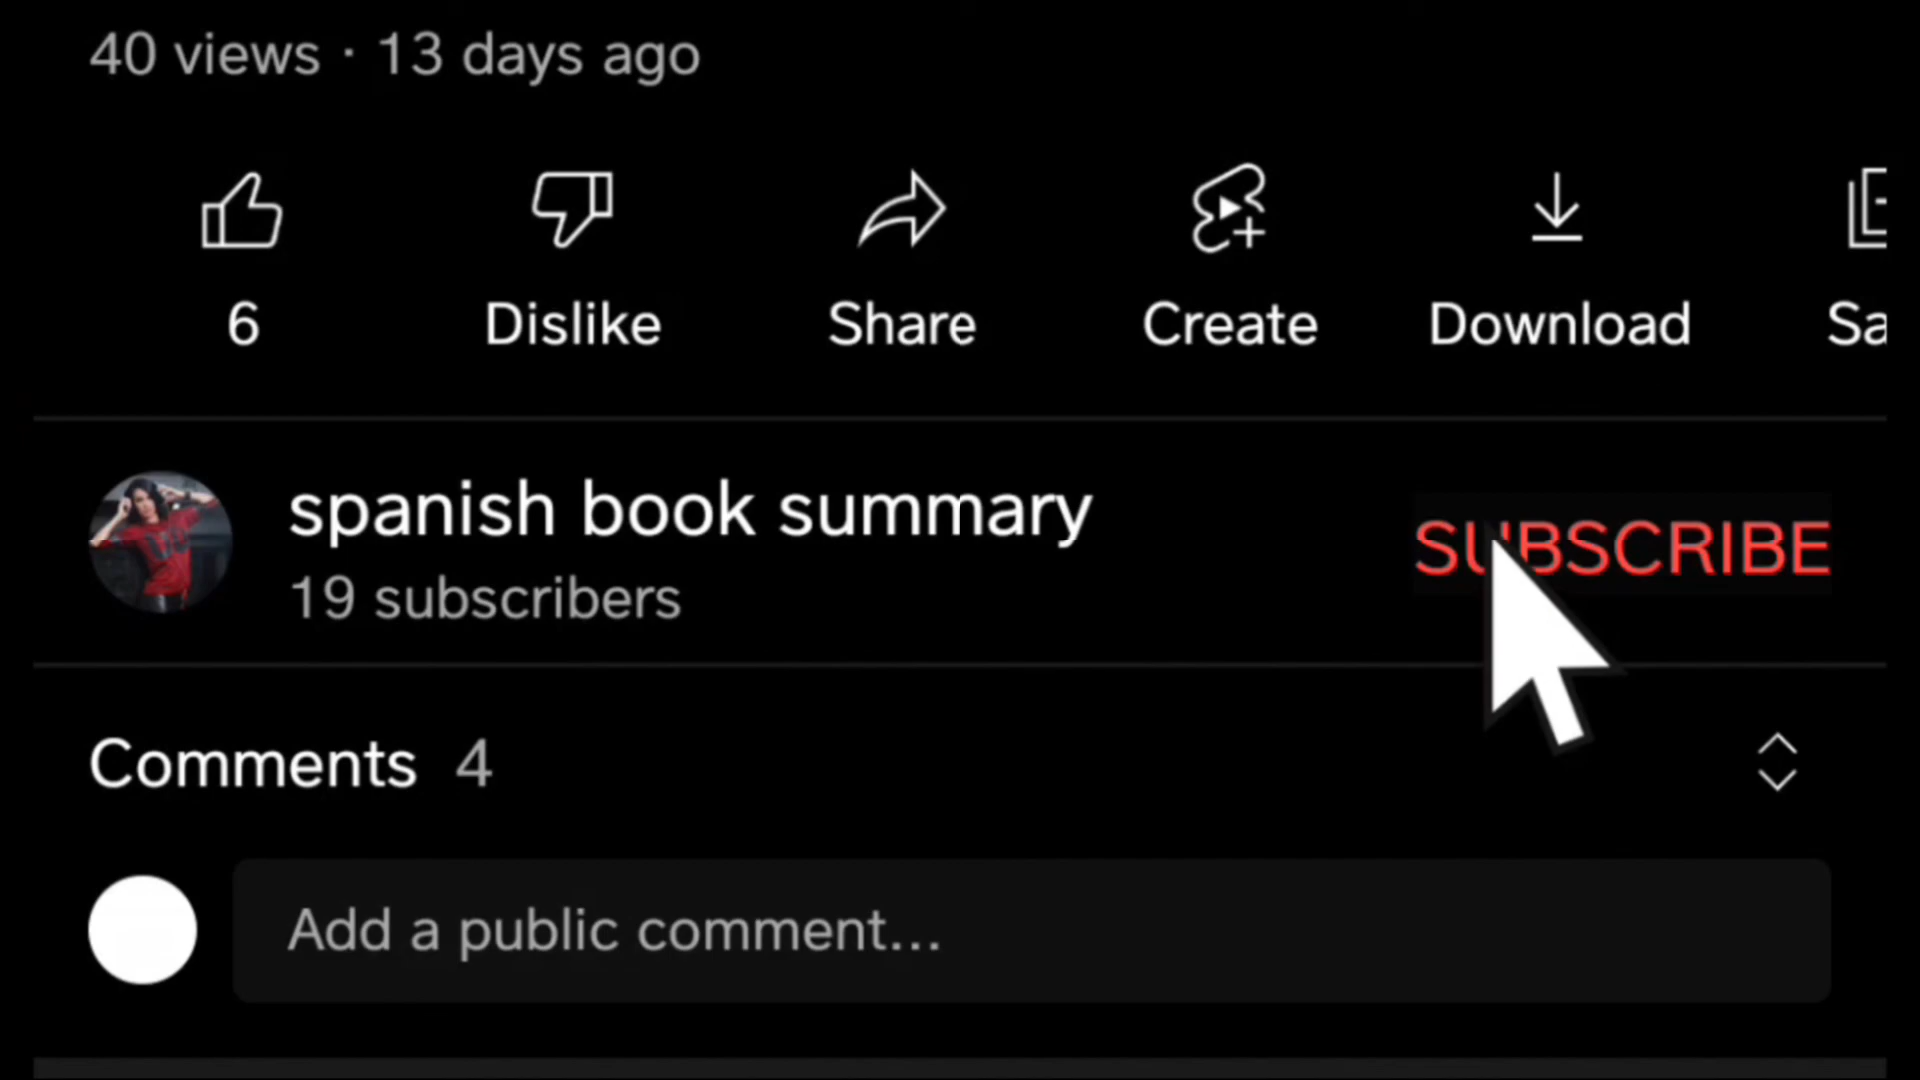 40 views · 13 days ago
6 Dislike Share Create Download Sa
spanish book summary
SUBSCRIBE
19 subscribers
Comments 4
Add a public comment...